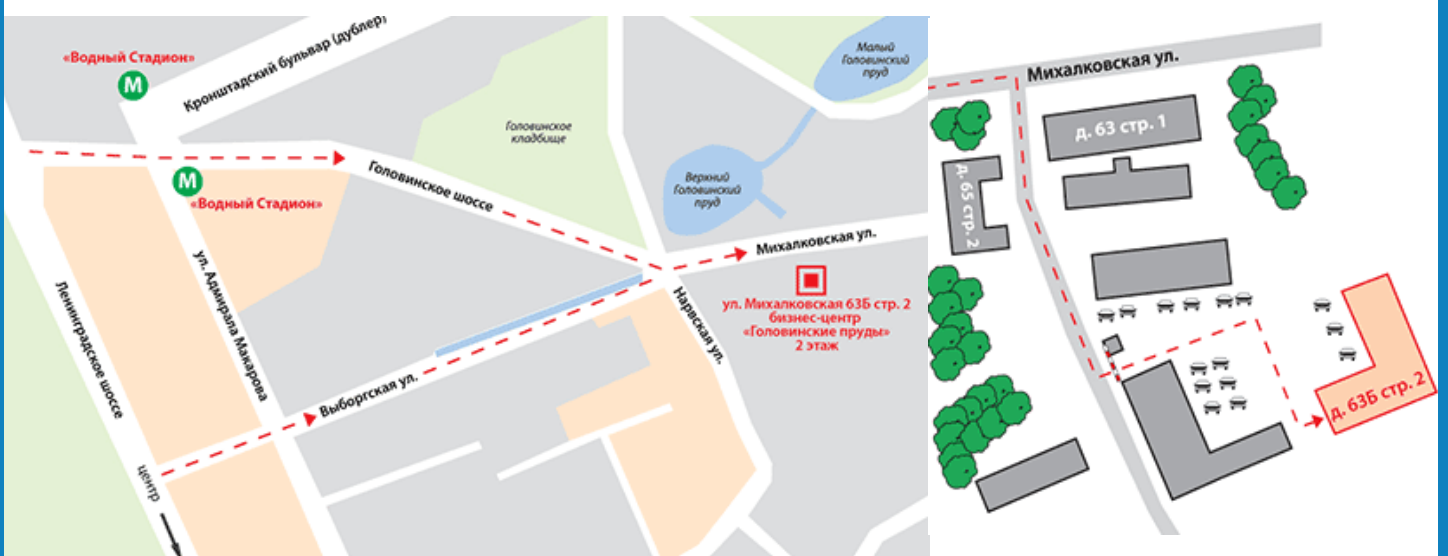 «Водный Стадион»
М
Кронштадский бульвар (дублер)
Малый
Головинский
пруд
Головинское
кладбище
Головинское шоссе
М
«Водный Стадион»
Верхний
Головинский
пруд
Михалковская ул.
ул. Михалковская 63Б стр. 2
бизнес-центр
«Головинские пруды»
2 этаж
Нарвская ул.
ул. Адмирала Макарова
Ленинградское шоссе
Выборгская ул.
центр
Михалковская ул.
д. 63 стр. 1
д. 65 стр. 2
д. 63Б стр. 2